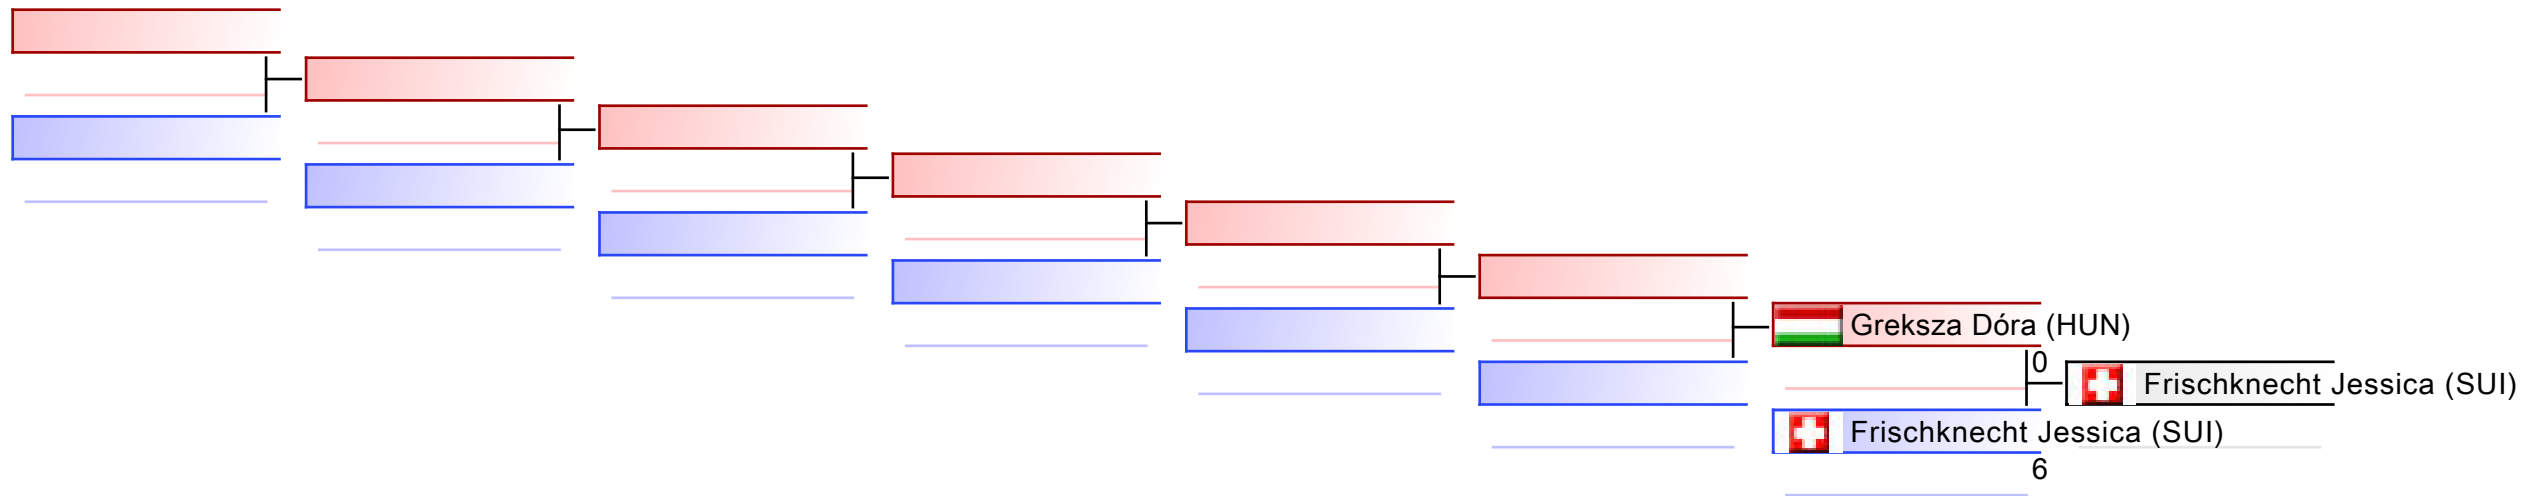 Greksza Dóra (HUN)
0
Frischknecht Jessica (SUI)
Frischknecht Jessica (SUI)
6